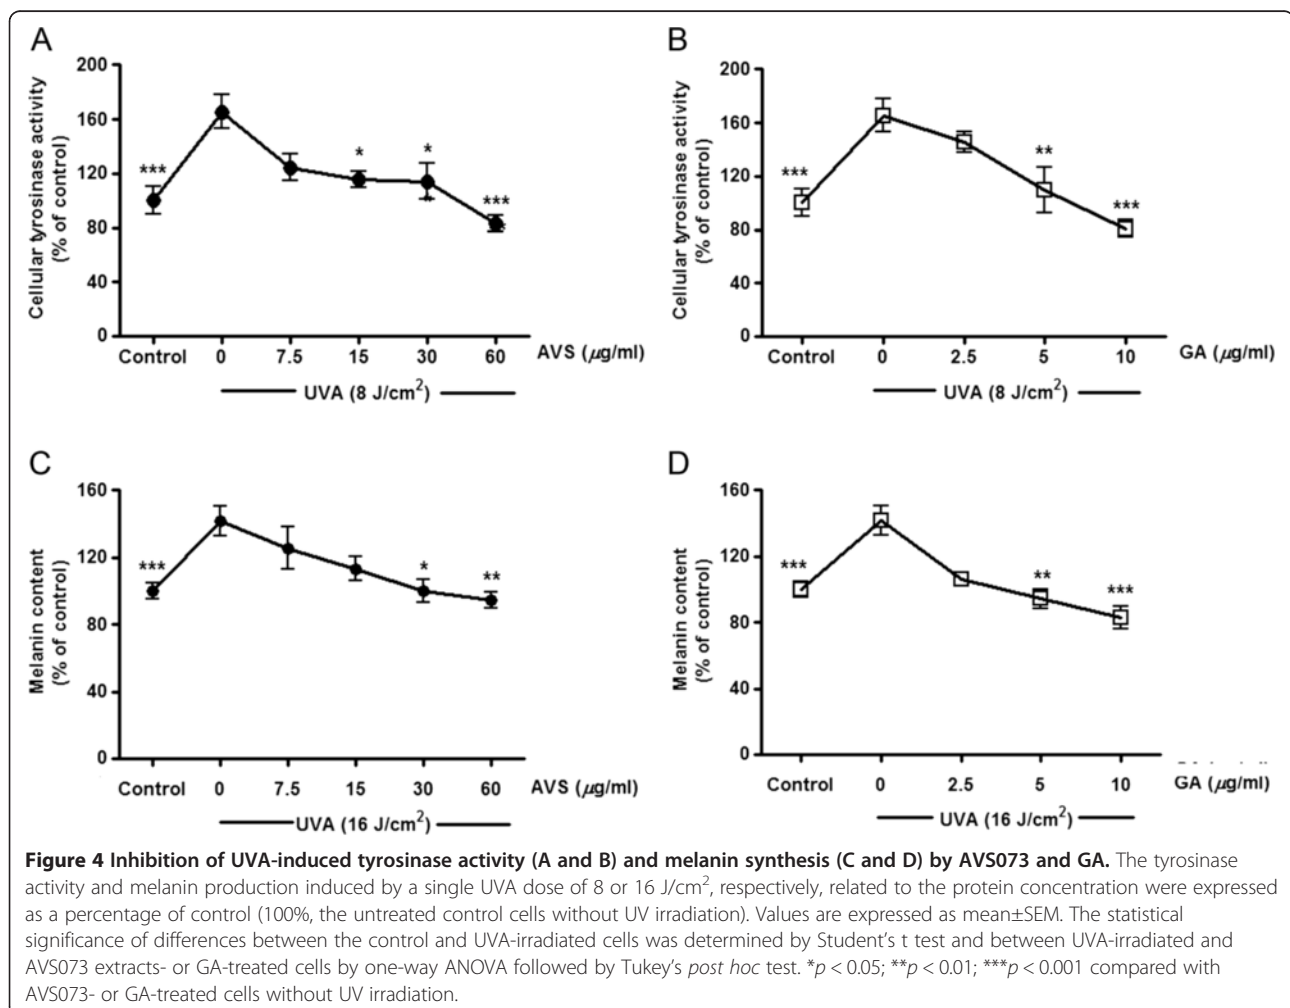 A
200
160
120
80
40
0
Cellular tyrosinase activity
(% of control)
***
*
*
***
Control 0 7.5 15 30 60 AVS (μg/ml)
UVA (8 J/cm²)
B
200
160
120
80
40
0
Cellular tyrosinase activity
(% of control)
***
**
***
Control 0 2.5 5 10 GA (μg/ml)
UVA (8 J/cm²)
C
160
120
80
40
0
Melanin content
(% of control)
***
*
**
Control 0 7.5 15 30 60 AVS (μg/ml)
UVA (16 J/cm²)
D
160
120
80
40
0
Melanin content
(% of control)
***
**
***
Control 0 2.5 5 10 GA (μg/ml)
UVA (16 J/cm²)
Figure 4 Inhibition of UVA-induced tyrosinase activity (A and B) and melanin synthesis (C and D) by AVS073 and GA. The tyrosinase
activity and melanin production induced by a single UVA dose of 8 or 16 J/cm², respectively, related to the protein concentration were expressed
as a percentage of control (100%, the untreated control cells without UV irradiation). Values are expressed as mean±SEM. The statistical
significance of differences between the control and UVA-irradiated cells was determined by Student's t test and between UVA-irradiated and
AVS073 extracts- or GA-treated cells by one-way ANOVA followed by Tukey's post hoc test. *p < 0.05; **p < 0.01; ***p < 0.001 compared with
AVS073- or GA-treated cells without UV irradiation.